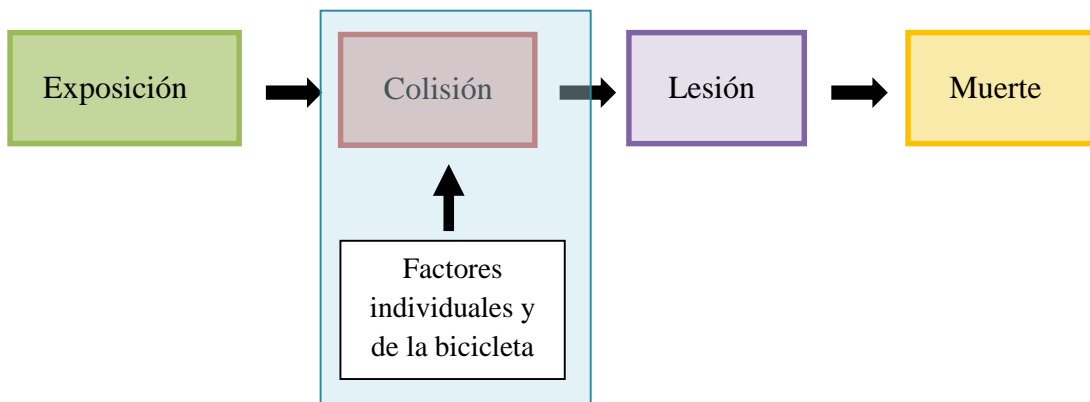 Exposición
Colisión
Lesión
Muerte
Factores
individuales y
de la bicicleta